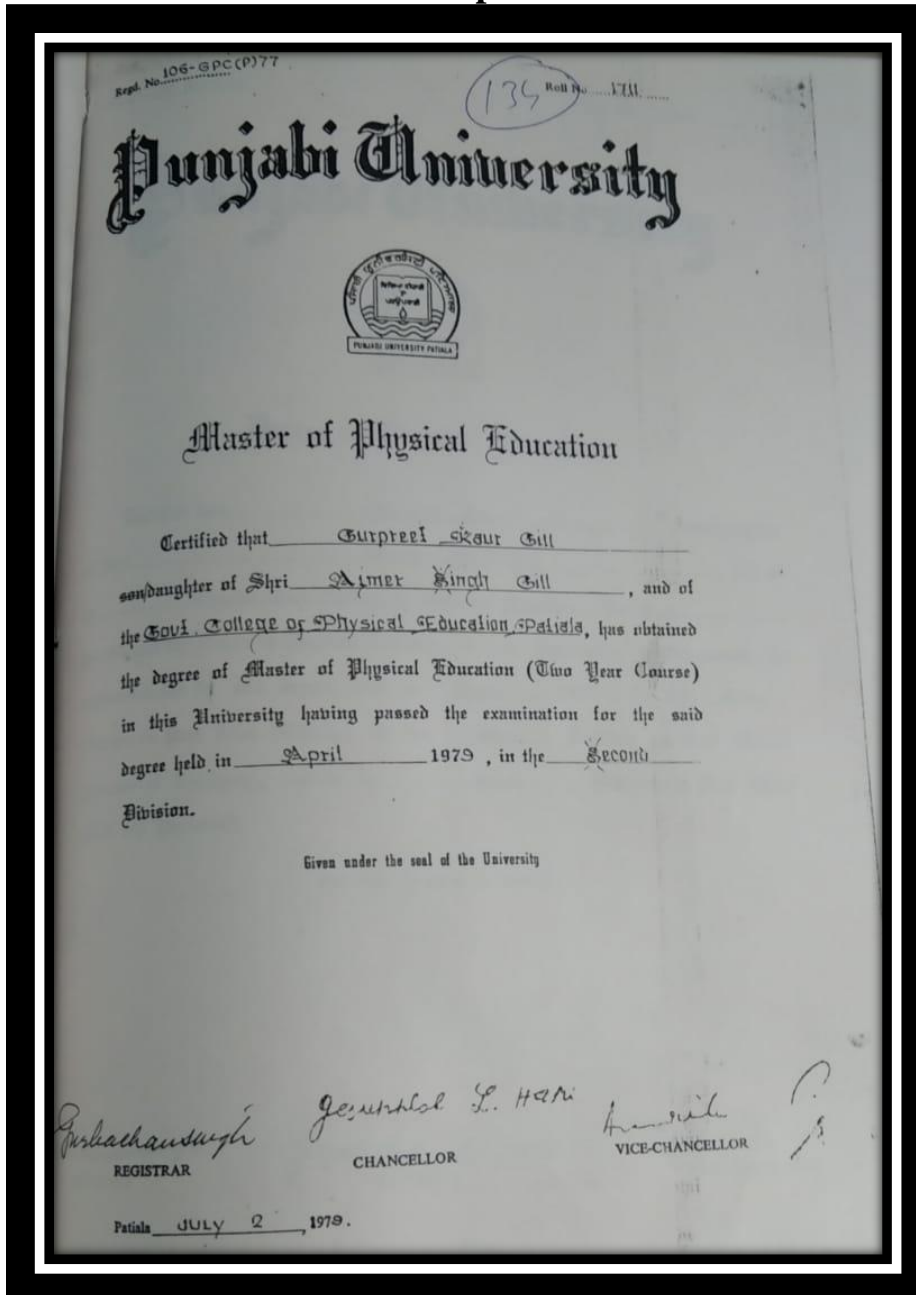 Regd. No. 106-GPC(P)77
134
Roll No. 1711
Punjabi University
PUNJABI UNIVERSITY PATIALA
Master of Physical Education
Certified that Gurpreet Kaur Gill
son/daughter of Shri Ajmer Singh Gill, and of
the Govt. College of Physical Education, Patiala, has obtained
the degree of Master of Physical Education (Two Year Course)
in this University having passed the examination for the said
degree held in April 1979, in the Second
Division.
Given under the seal of the University
Gurbachansingh
REGISTRAR
CHANCELLOR
VICE-CHANCELLOR
Patiala JULY 2, 1979.